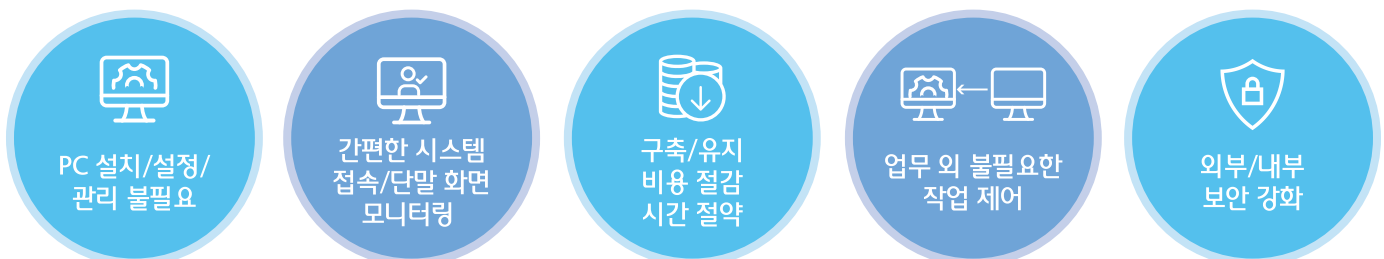 PC 설치/설정/
관리 불필요
간편한 시스템
접속/단말 화면
모니터링
구축/유지
비용 절감
시간 절약
업무 외 불필요한
작업 제어
외부/내부
보안 강화